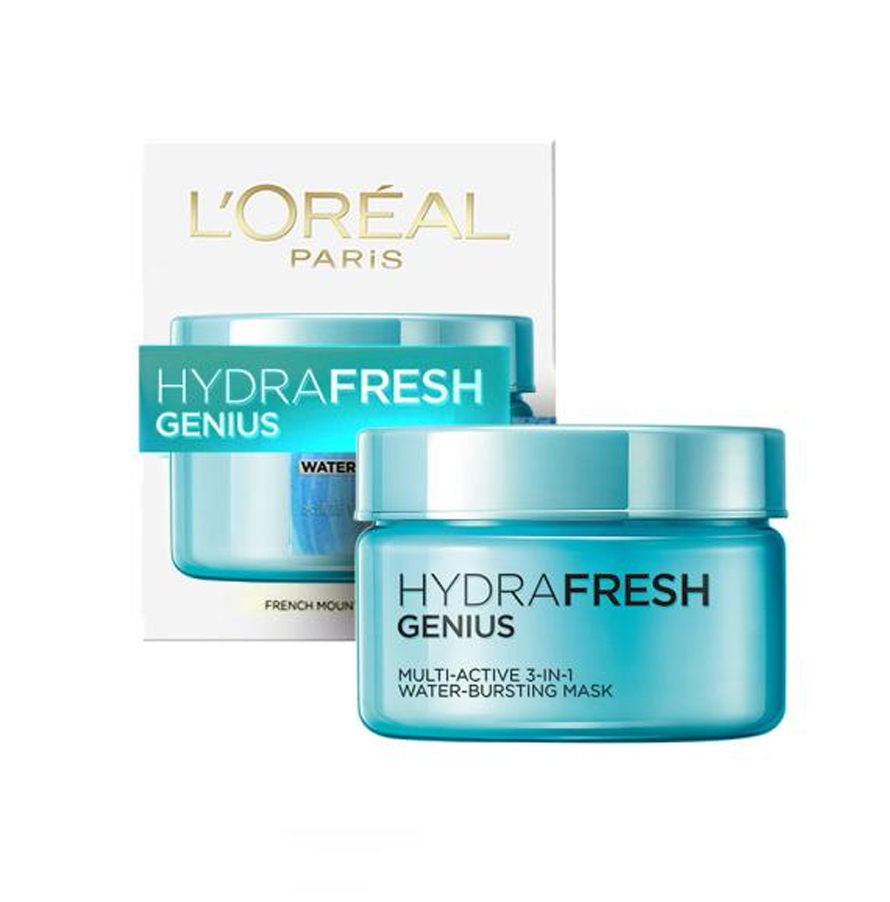 L'ORÉAL
PARIS
HYDRAFRESH
GENIUS
WATER
FRENCH MOUN
HYDRAFRESH
GENIUS
MULTI-ACTIVE 3-IN-1
WATER-BURSTING MASK